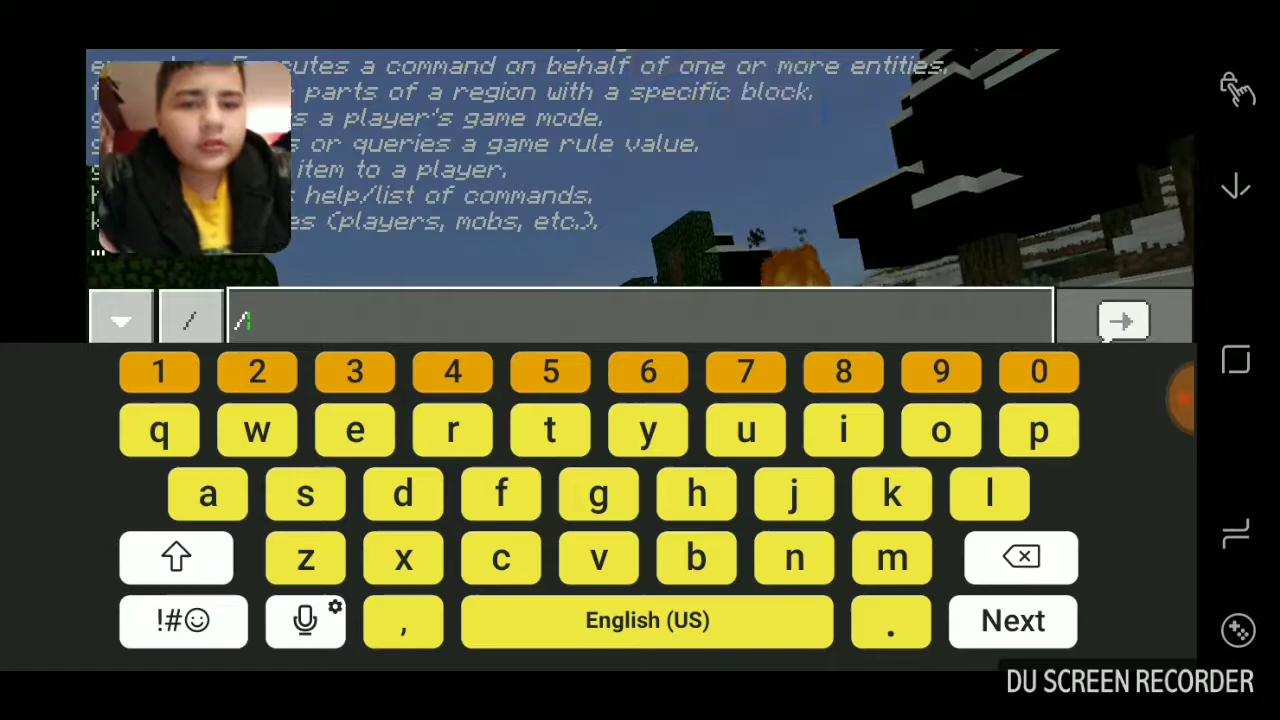 Executes a command on behalf of one or more entities.
parts of a region with a specific block.
a player's game mode.
or queries a game rule value.
item to a player.
help/list of commands.
(players, mobs, etc.).
...
/
/
1 2 3 4 5 6 7 8 9 0
q w e r t y u i o p
a s d f g h j k l
z x c v b n m
!#☺ , English (US) . Next
DU SCREEN RECORDER